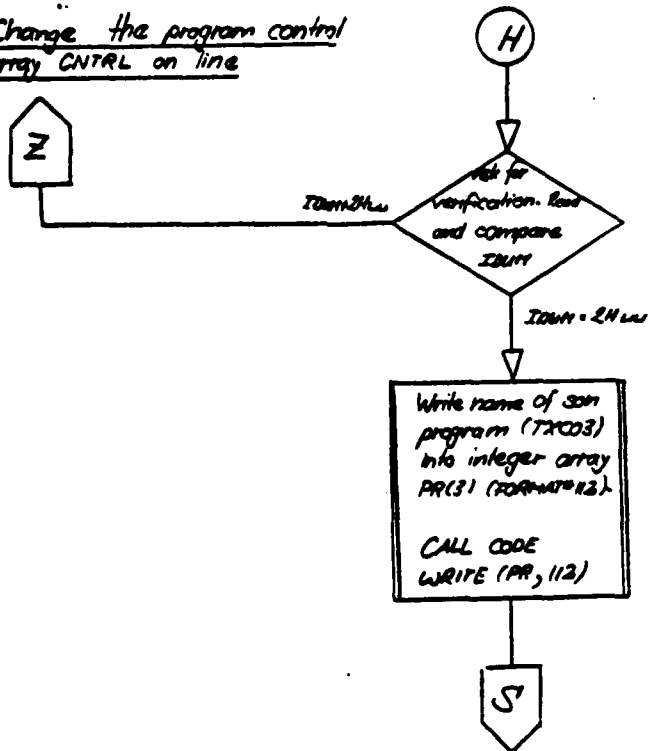 Change the program control
array CNTRL on line
H
Z
Ask for
verification. Read
and compare
IDUM
IDUM = 2H␣␣
Write name of son
program (TXC03)
into integer array
PR(3) (FORMAT#112).
CALL CODE
WRITE (PR, 112)
S